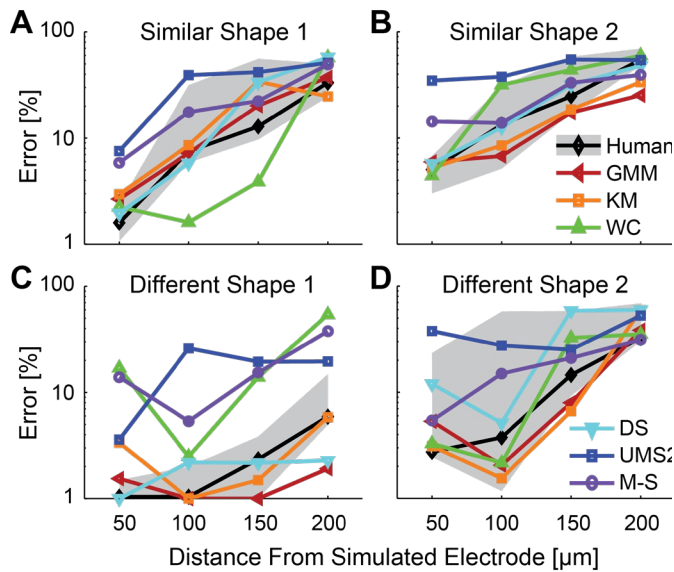 A
Similar Shape 1
B
Similar Shape 2
Error [%]
100
10
1
Human
GMM
KM
WC
C
Different Shape 1
D
Different Shape 2
Error [%]
100
10
1
DS
UMS2
M-S
50 100 150 200
50 100 150 200
Distance From Simulated Electrode [µm]